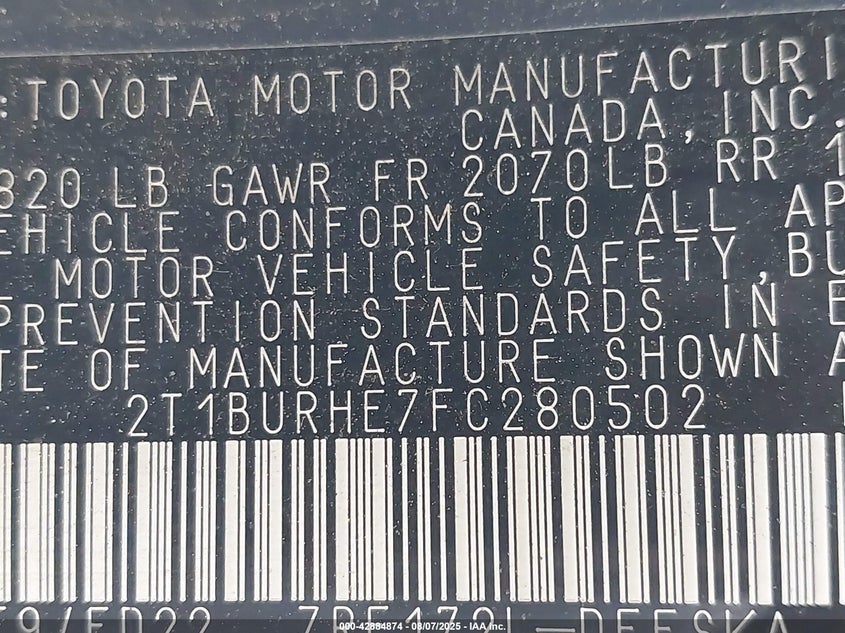 :TOYOTA MOTOR MANUFACTURI
CANADA, INC.
820 LB GAWR FR 2070LB RR 1
EHICLE CONFORMS TO ALL AP
MOTOR VEHICLE SAFETY, BU
PREVENTION STANDARDS IN E
TE OF MANUFACTURE SHOWN A
2T1BURHE7FC280502
000-42884874 - 08/07/2025 - IAA Inc.